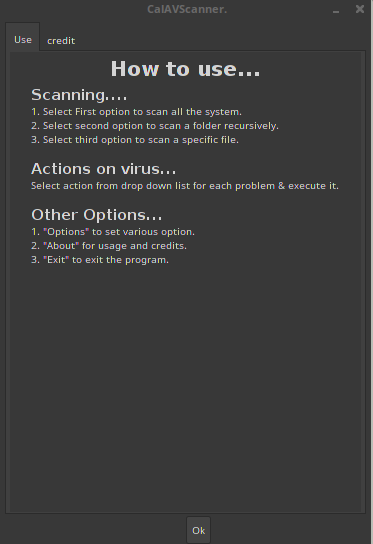 CalAVScanner.
Use
credit
How to use...
Scanning....
1. Select First option to scan all the system.
2. Select second option to scan a folder recursively.
3. Select third option to scan a specific file.
Actions on virus...
Select action from drop down list for each problem & execute it.
Other Options...
1. "Options" to set various option.
2. "About" for usage and credits.
3. "Exit" to exit the program.
Ok